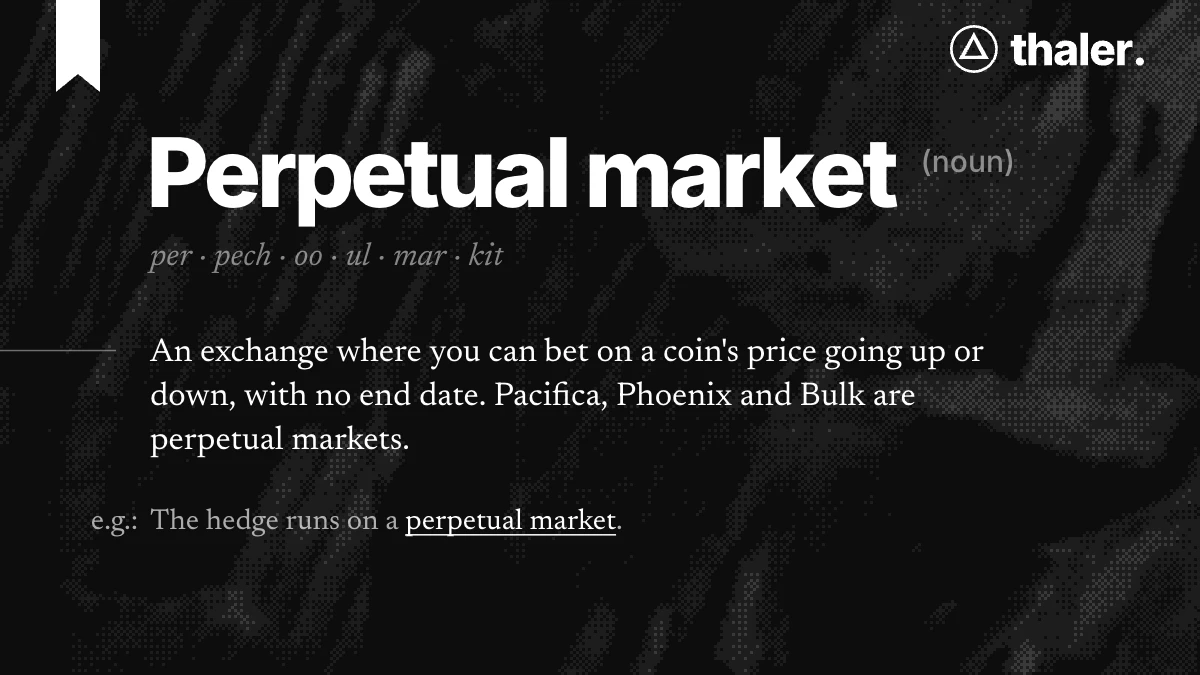 thaler.
Perpetual market (noun)
per · pech · oo · ul · mar · kit
An exchange where you can bet on a coin's price going up or
down, with no end date. Pacifica, Phoenix and Bulk are
perpetual markets.
e.g.: The hedge runs on a perpetual market.